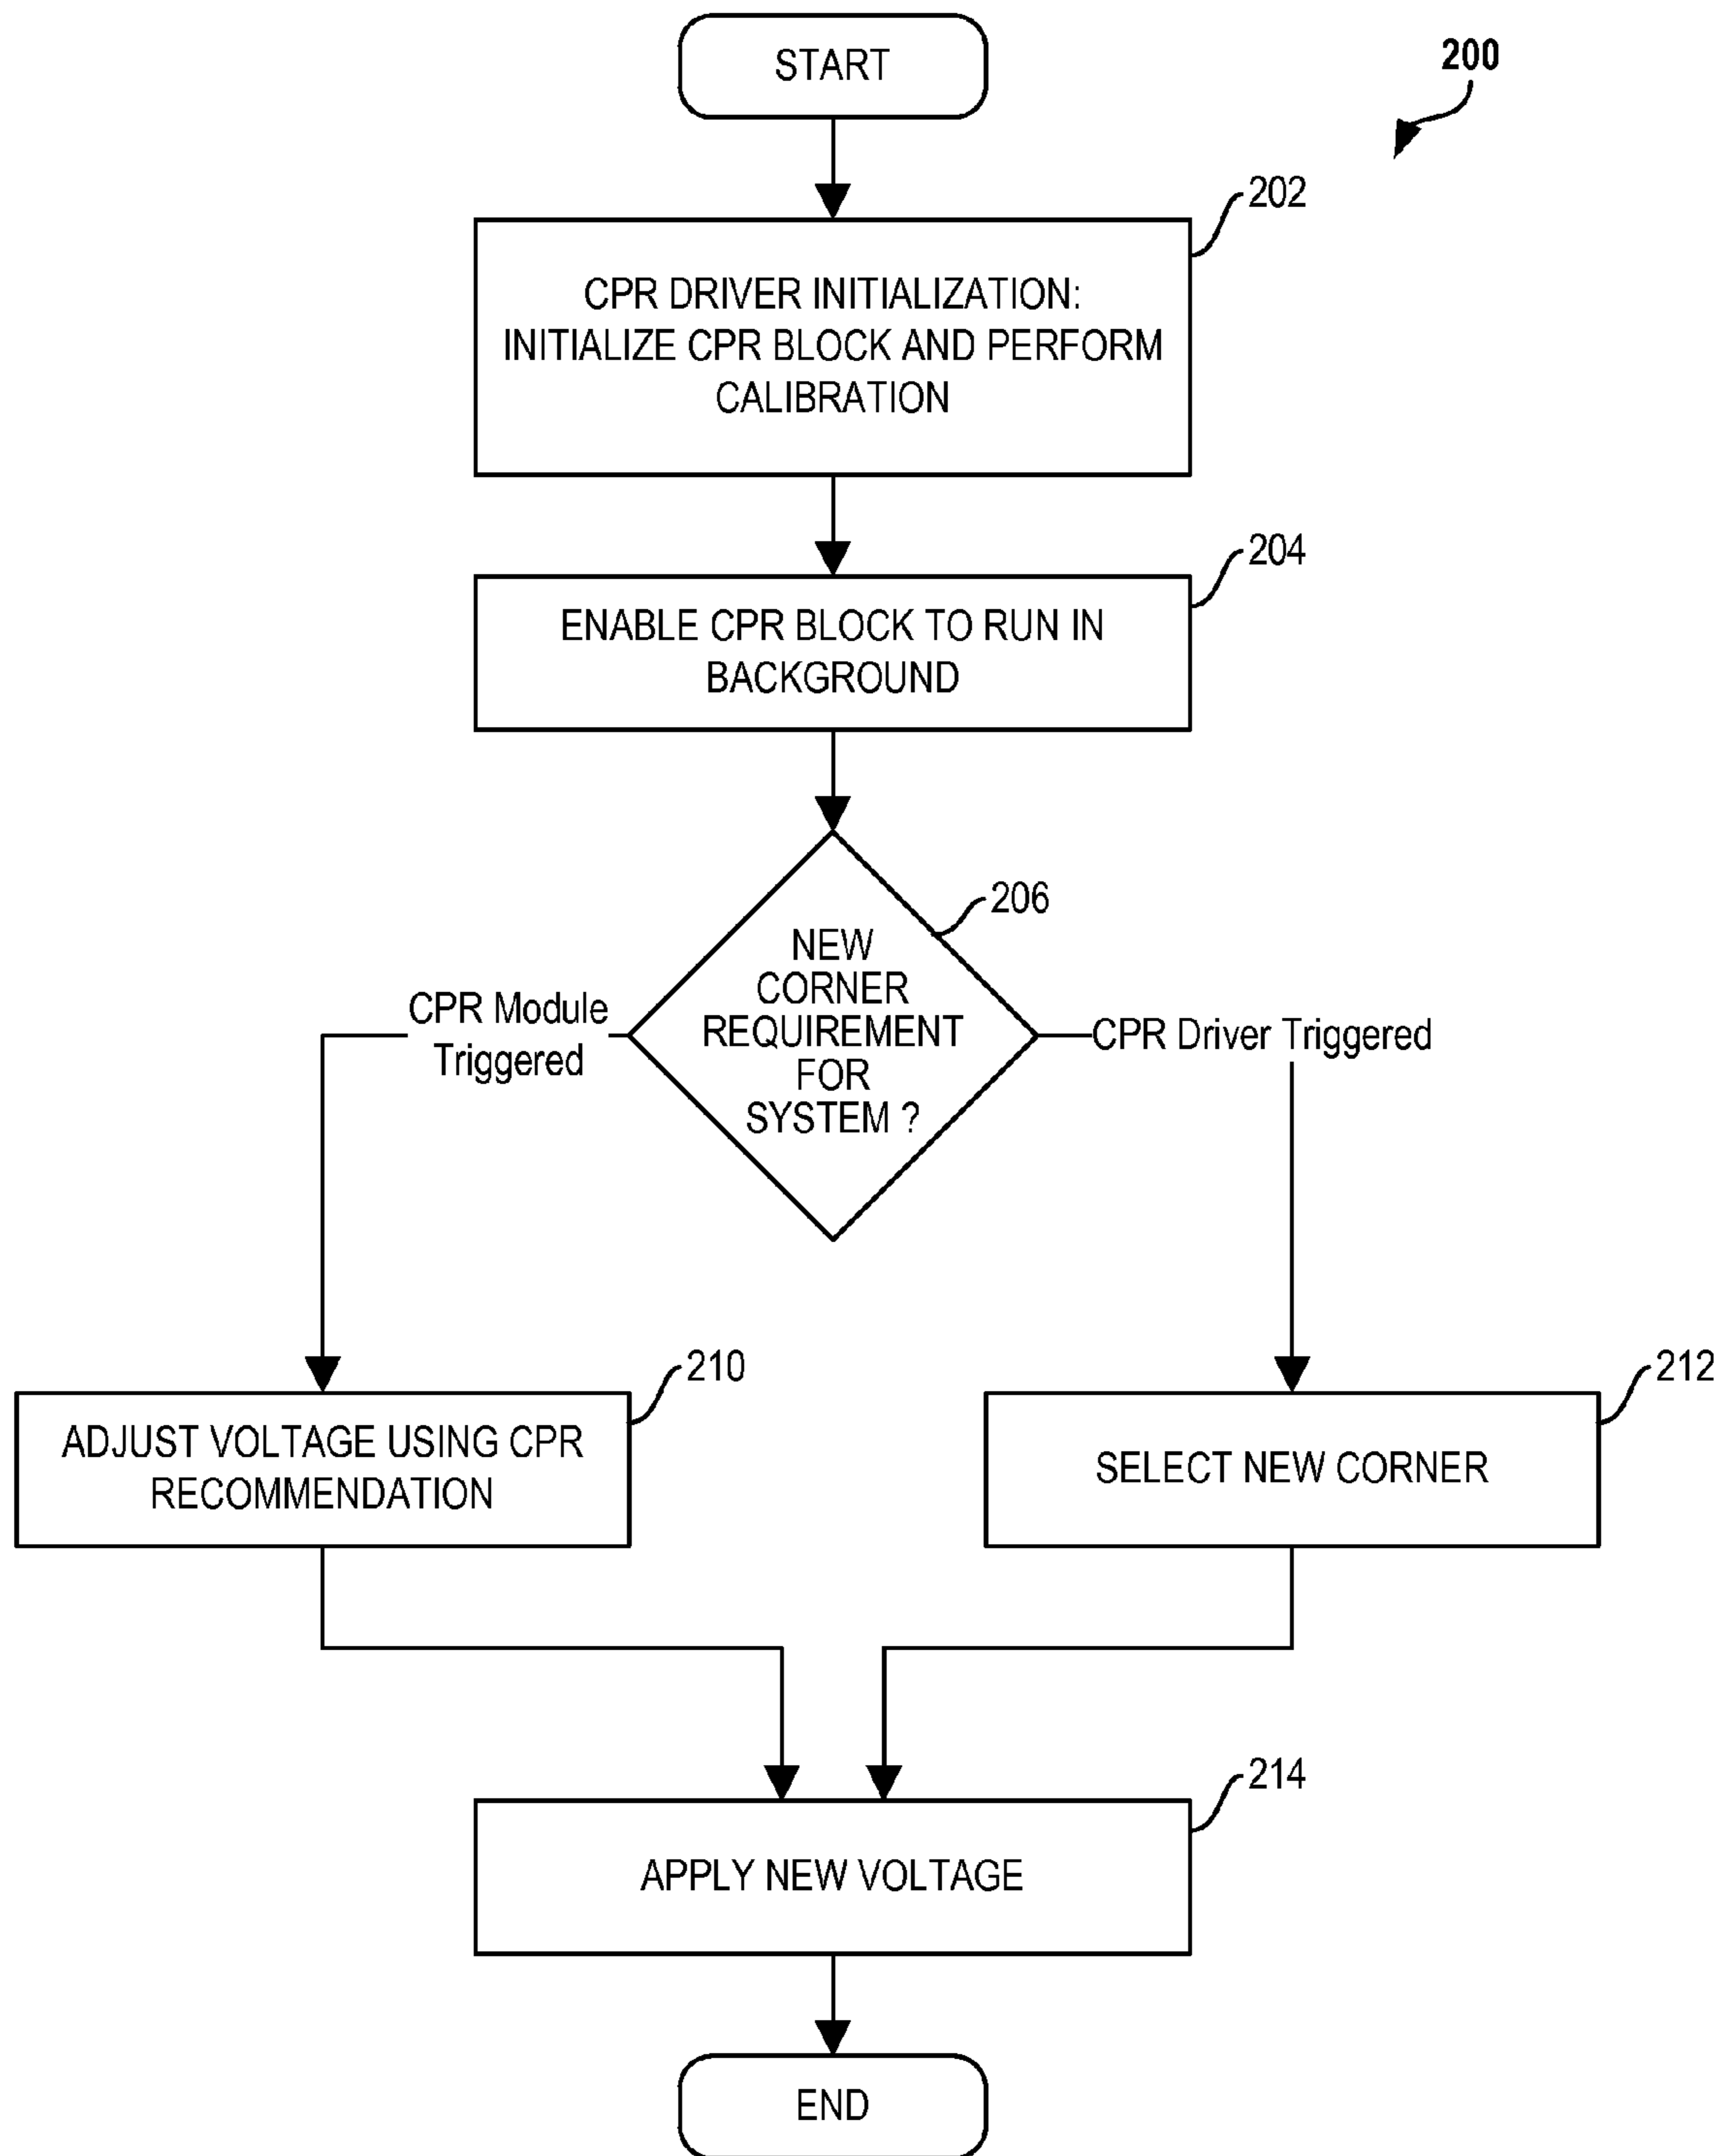 START
200
202
CPR DRIVER INITIALIZATION:
INITIALIZE CPR BLOCK AND PERFORM
CALIBRATION
204
ENABLE CPR BLOCK TO RUN IN
BACKGROUND
206
NEW
CORNER
REQUIREMENT
FOR
SYSTEM ?
CPR Module
Triggered
CPR Driver Triggered
210
ADJUST VOLTAGE USING CPR
RECOMMENDATION
212
SELECT NEW CORNER
214
APPLY NEW VOLTAGE
END